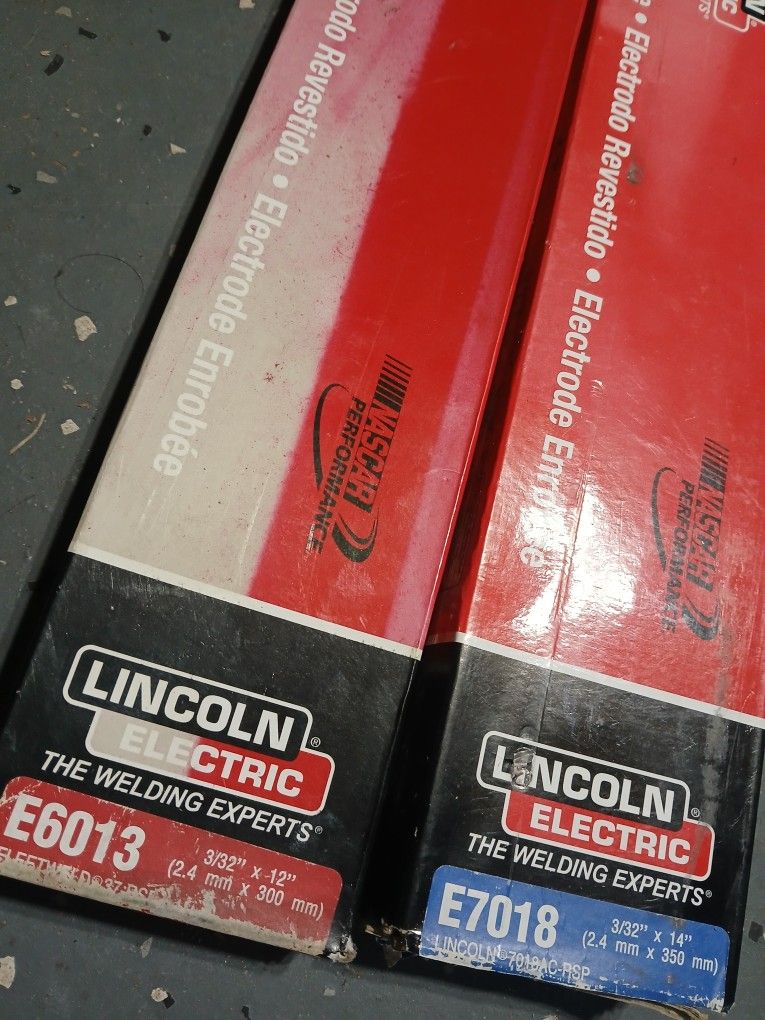 do Revestido • Electrode Enrobée
NASCAR
PERFORMANCE
LINCOLN ®
ELECTRIC
THE WELDING EXPERTS®
E6013
3/32" x 12"
(2.4 mm x 300 mm)
• Electrodo Revestido • Electrode Enrobée
NASCAR
PERFORMANCE
LINCOLN ®
ELECTRIC
THE WELDING EXPERTS®
E7018
3/32" x 14"
(2.4 mm x 350 mm)
LINCOLN® 7018AC-RSP